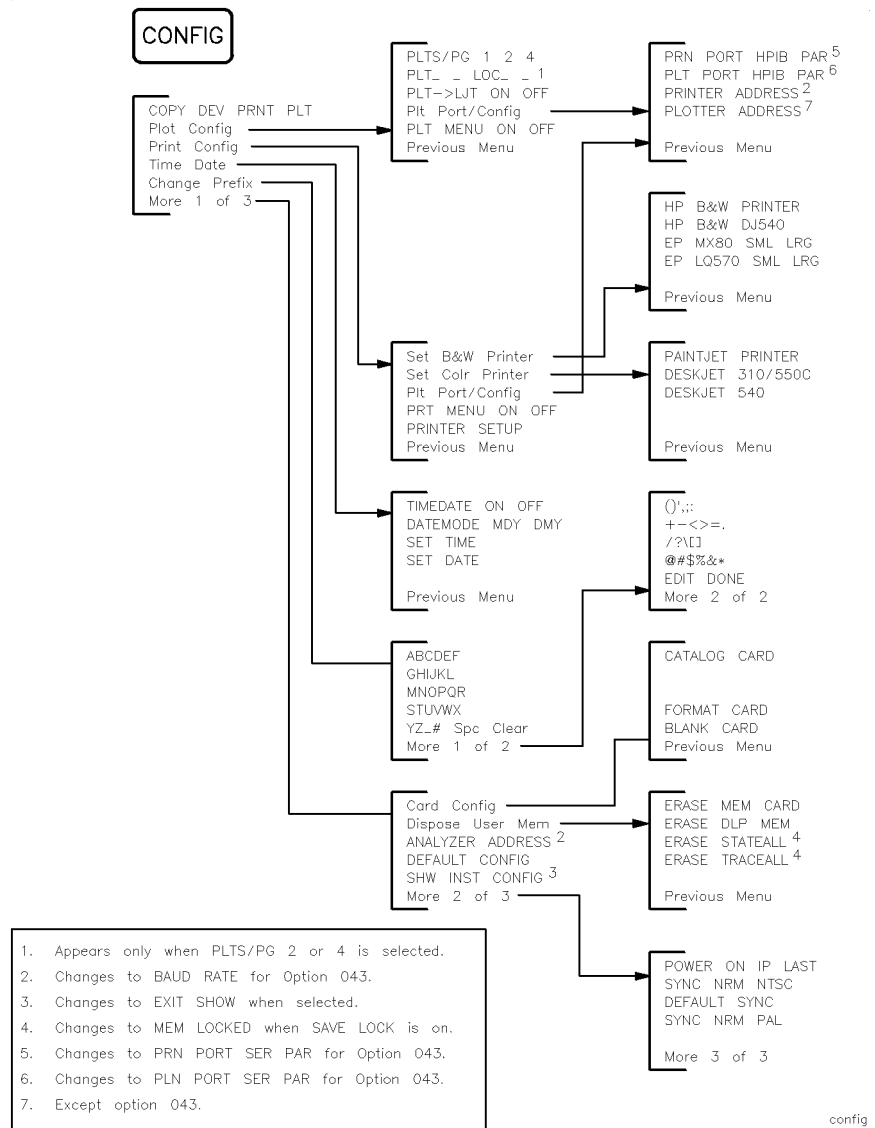 CONFIG
COPY DEV PRNT PLT
Plot Config
Print Config
Time Date
Change Prefix
More 1 of 3
PLTS/PG 1 2 4
PLT_ _ LOC_ _ 1
PLT->LJT ON OFF
Plt Port/Config
PLT MENU ON OFF
Previous Menu
PRN PORT HPIB PAR 5
PLT PORT HPIB PAR 6
PRINTER ADDRESS 2
PLOTTER ADDRESS 7
Previous Menu
HP B&W PRINTER
HP B&W DJ540
EP MX80 SML LRG
EP LQ570 SML LRG
Previous Menu
Set B&W Printer
Set Colr Printer
Plt Port/Config
PRT MENU ON OFF
PRINTER SETUP
Previous Menu
PAINTJET PRINTER
DESKJET 310/550C
DESKJET 540
Previous Menu
TIMEDATE ON OFF
DATEMODE MDY DMY
SET TIME
SET DATE
Previous Menu
()',;:
+-<>=.
/?\[]
@#$%&*
EDIT DONE
More 2 of 2
ABCDEF
GHIJKL
MNOPQR
STUVWX
YZ_# Spc Clear
More 1 of 2
CATALOG CARD
FORMAT CARD
BLANK CARD
Previous Menu
Card Config
Dispose User Mem
ANALYZER ADDRESS 2
DEFAULT CONFIG
SHW INST CONFIG 3
More 2 of 3
ERASE MEM CARD
ERASE DLP MEM
ERASE STATEALL 4
ERASE TRACEALL 4
Previous Menu
POWER ON IP LAST
SYNC NRM NTSC
DEFAULT SYNC
SYNC NRM PAL
More 3 of 3
1. Appears only when PLTS/PG 2 or 4 is selected.
2. Changes to BAUD RATE for Option 043.
3. Changes to EXIT SHOW when selected.
4. Changes to MEM LOCKED when SAVE LOCK is on.
5. Changes to PRN PORT SER PAR for Option 043.
6. Changes to PLN PORT SER PAR for Option 043.
7. Except option 043.
config